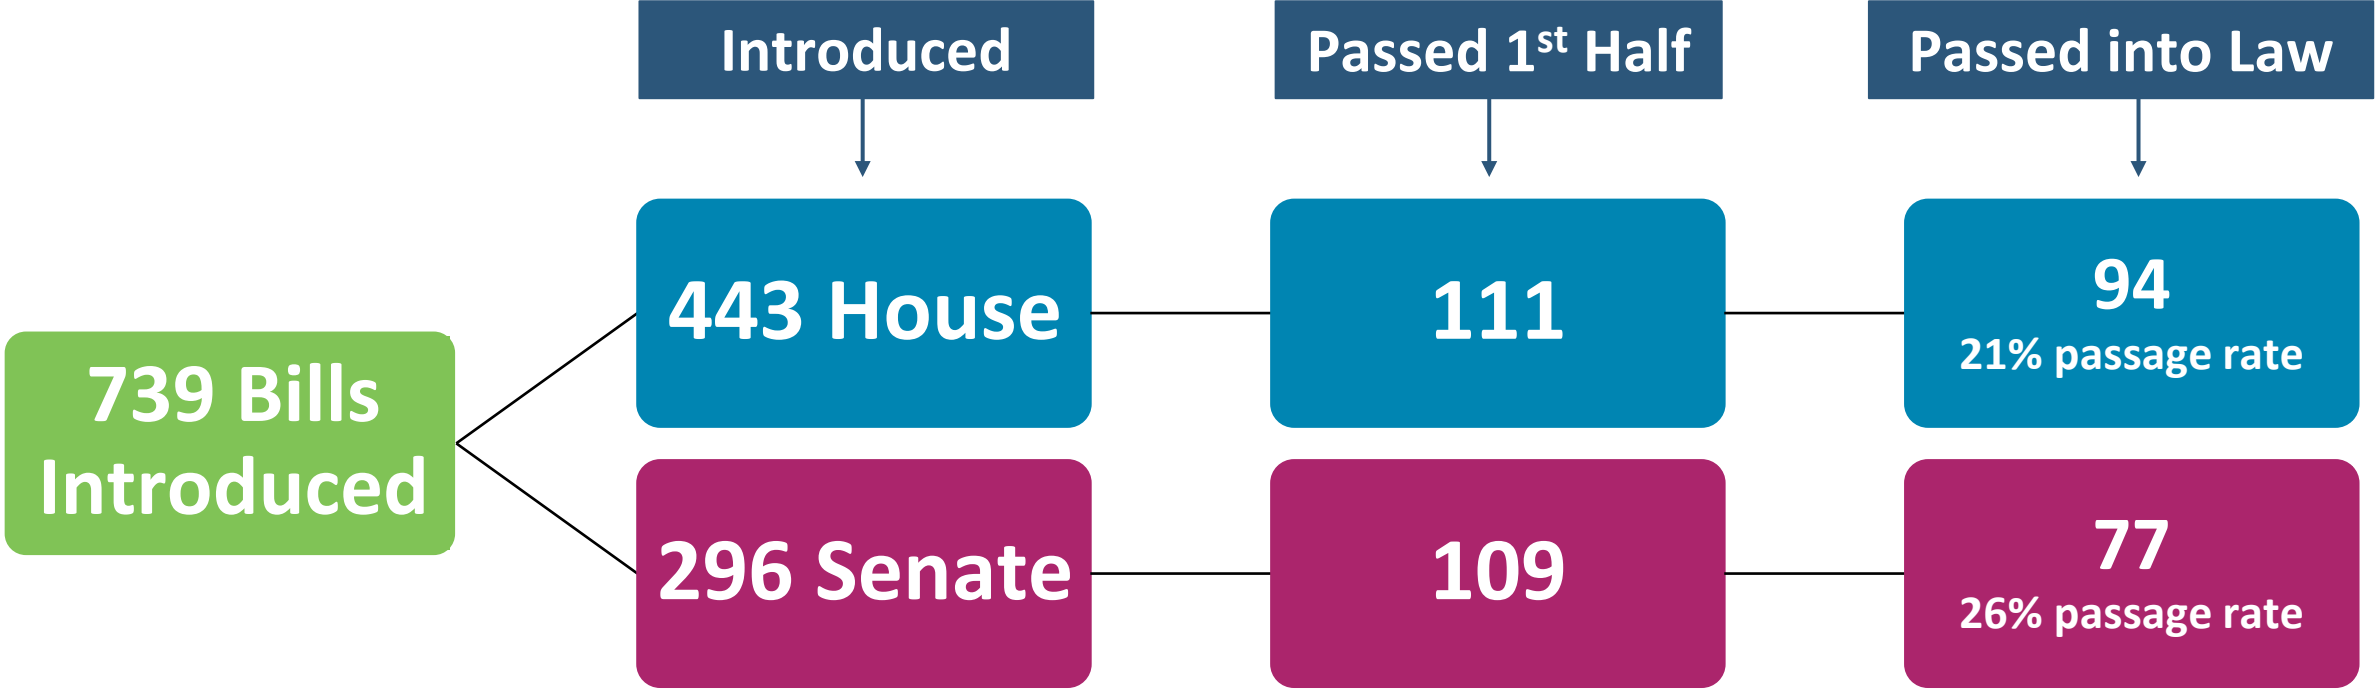 Introduced
Passed 1st Half
Passed into Law
739 Bills
Introduced
443 House
111
94
21% passage rate
296 Senate
109
77
26% passage rate